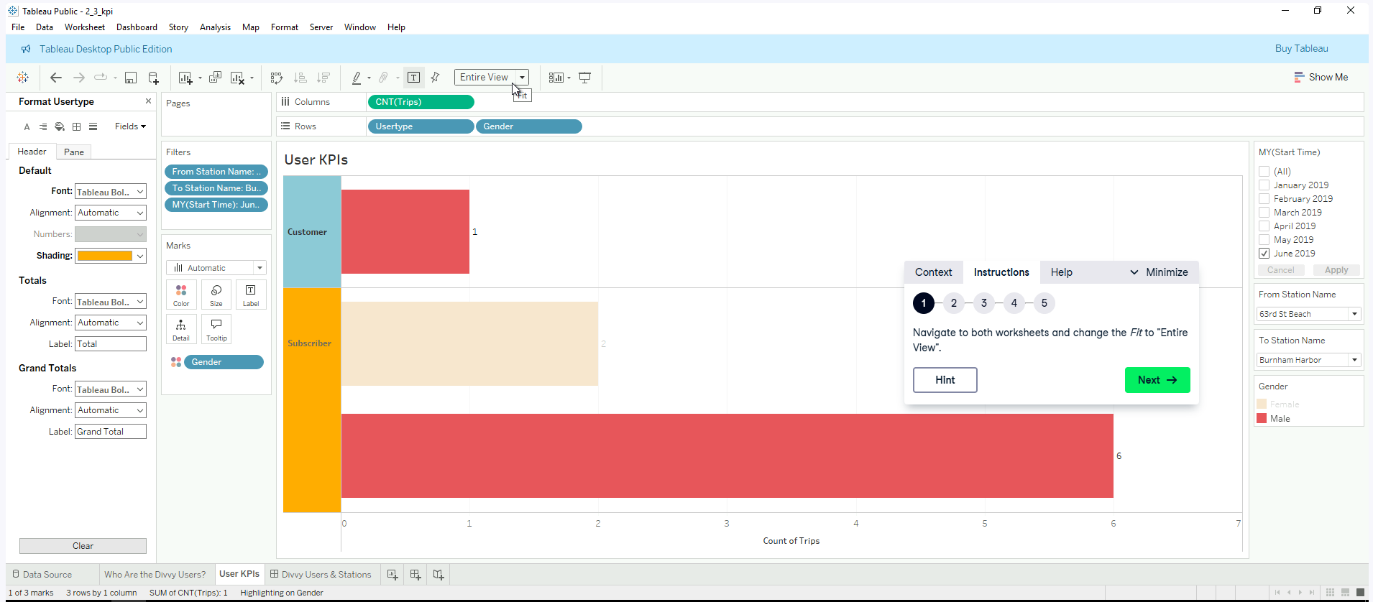 Tableau Public - 2_3_kpi
File Data Worksheet Dashboard Story Analysis Map Format Server Window Help
Tableau Desktop Public Edition
Buy Tableau
Entire View
Show Me
Fit
Format Usertype
Fields
Header Pane
Default
Font: Tableau Bol..
Alignment: Automatic
Numbers:
Shading:
Totals
Font: Tableau Bol..
Alignment: Automatic
Label: Total
Grand Totals
Font: Tableau Bol..
Alignment: Automatic
Label: Grand Total
Clear
Pages
Filters
From Station Name: ..
To Station Name: Bu..
MY(Start Time): Jun..
Marks
Automatic
Color Size Label
Detail Tooltip
Gender
Columns CNT(Trips)
Rows Usertype Gender
User KPIs
Customer
1
Subscriber
2
6
0 1 2 3 4 5 6 7
Count of Trips
Context Instructions Help Minimize
1 2 3 4 5
Navigate to both worksheets and change the Fit to "Entire
View".
Hint
Next →
MY(Start Time)
(All)
January 2019
February 2019
March 2019
April 2019
May 2019
June 2019
Cancel Apply
From Station Name
63rd St Beach
To Station Name
Burnham Harbor
Gender
Female
Male
Data Source Who Are the Divvy Users? User KPIs Divvy Users & Stations
1 of 3 marks 3 rows by 1 column SUM of CNT(Trips): 1 Highlighting on Gender